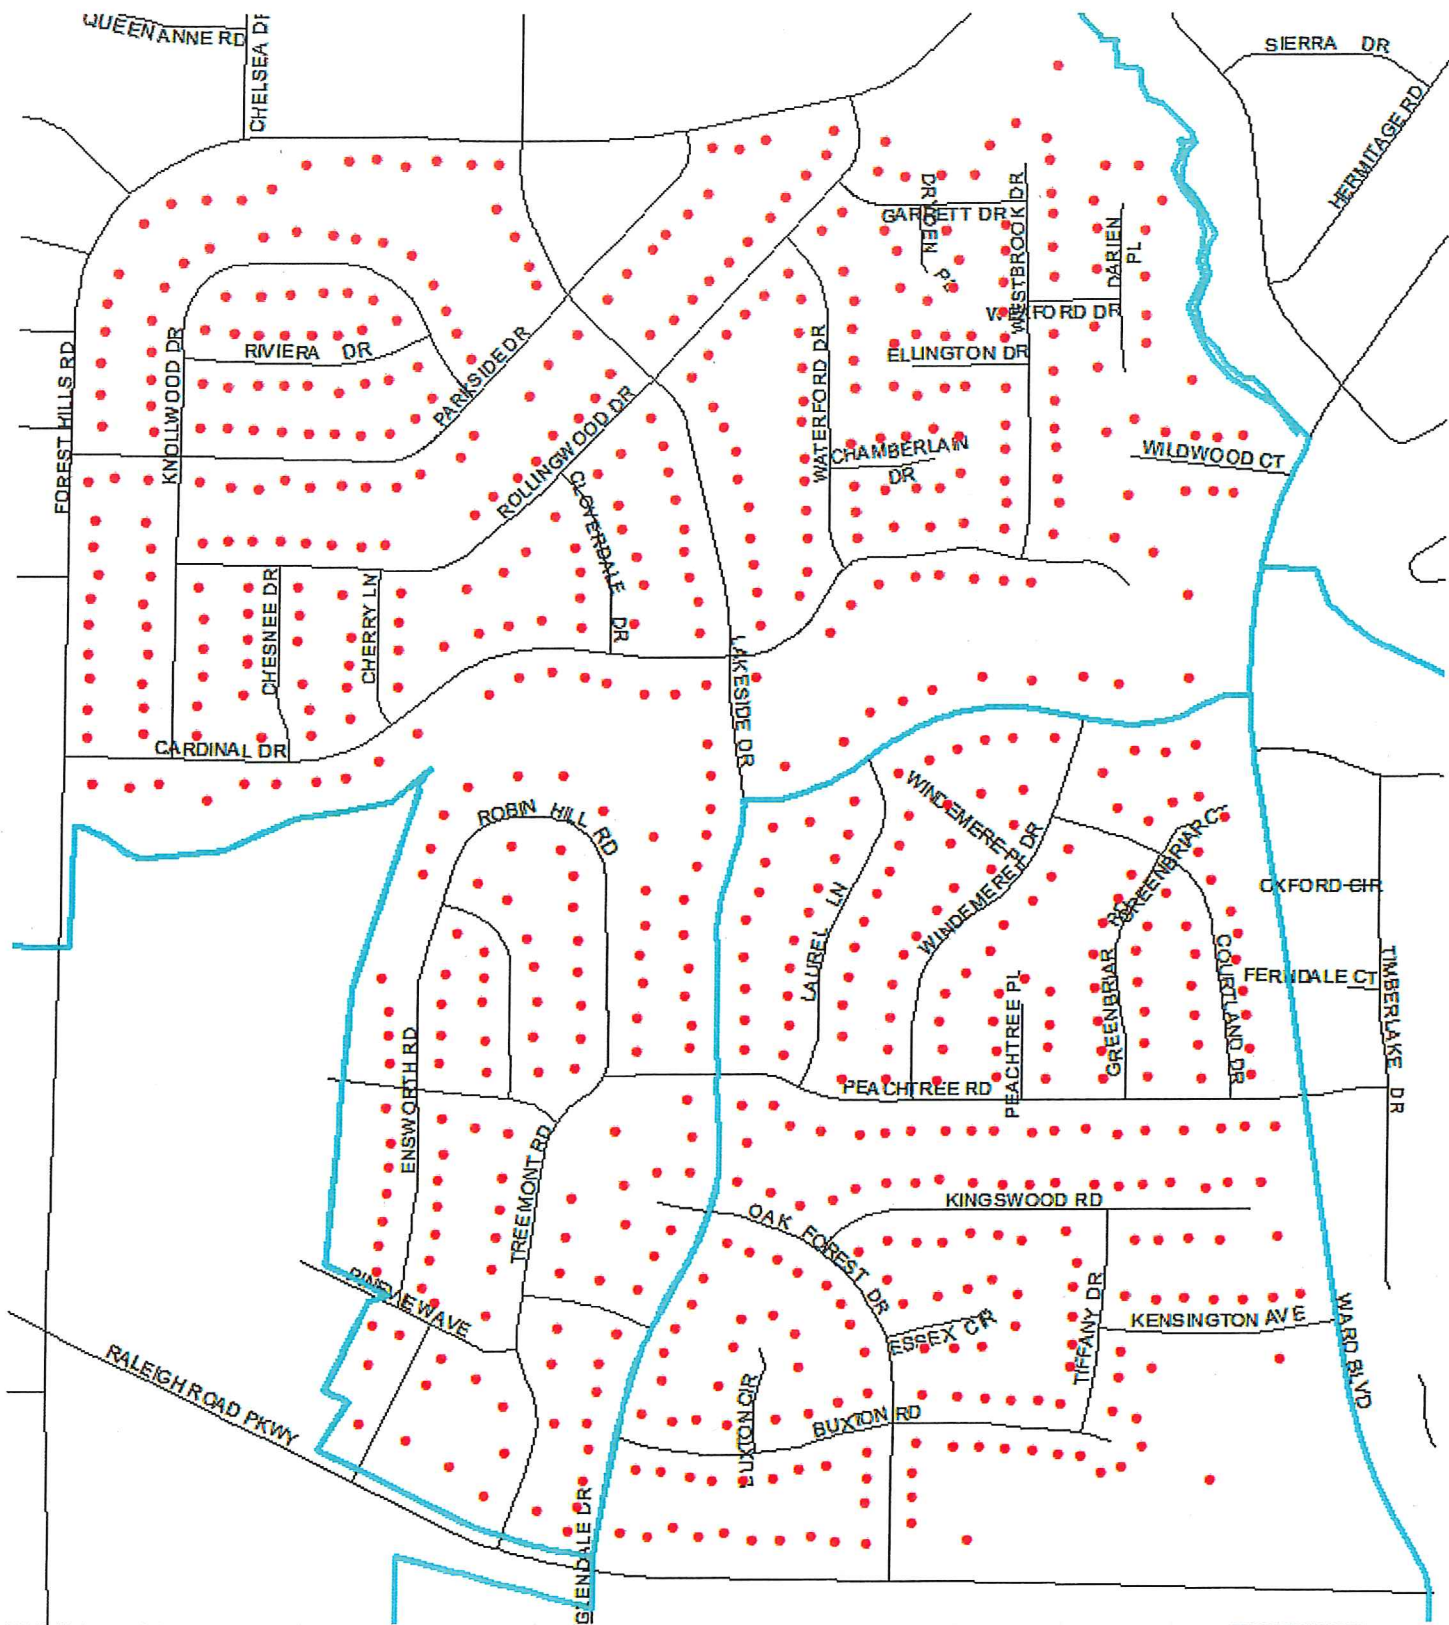 QUEEN ANNE RD
CHELSEA DR
SIERRA DR
HERMITAGE RD
DRYDEN PL
GARRETT DR
WESTBROOK DR
DARIEN PL
WEXFORD DR
ELLINGTON DR
FOREST HILLS RD
KNOLLWOOD DR
RIVIERA DR
PARKSIDE DR
WATERFORD DR
ROLLINGWOOD DR
CHAMBERLAIN DR
WILDWOOD CT
CLOVERDALE DR
CHESNEE DR
CHERRY LN
LAKESIDE DR
CARDINAL DR
ROBIN HILL RD
WINDEMERE PL
WINDEMERE DR
GREENBRIAR CT
LAUREL LN
OXFORD CIR
GREENBRIAR RD
COURTLAND DR
FERNDALE CT
TIMBERLAKE DR
PEACHTREE PL
ENSWORTH RD
PEACHTREE RD
TREEMONT RD
KINGSWOOD RD
OAK FOREST DR
PINEVIEW AVE
ESSEX CIR
TIFFANY DR
KENSINGTON AVE
WARD BLVD
RALEIGH ROAD PKWY
BUXTON CIR
BUXTON RD
GLENDALE DR